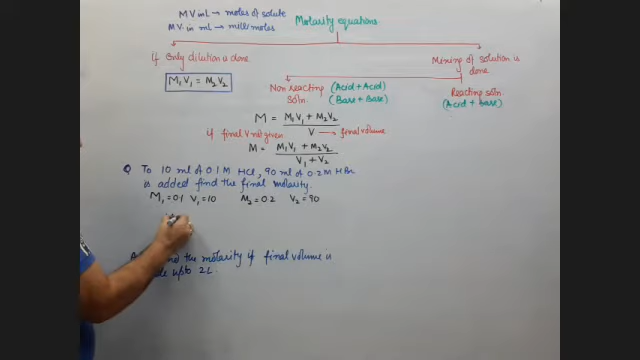 MV in L → moles of solute
MV in mL → milli moles
Molarity equations
if Only dilution is done
M₁V₁ = M₂V₂
Mixing of solution is done
Non reacting (Acid + Acid)
Soln. (Base + Base)
Reacting soln.
(Acid + base)
M = M₁V₁ + M₂V₂ / V → final volume
if final V not given
M = M₁V₁ + M₂V₂ / V₁ + V₂
Q To 10 ml of 0.1 M HCl, 90 ml of 0.2 M HBr
is added find the final molarity.
M₁ = 0.1 V₁ = 10 M₂ = 0.2 V₂ = 90
the molarity if final volume is
upto 2L.